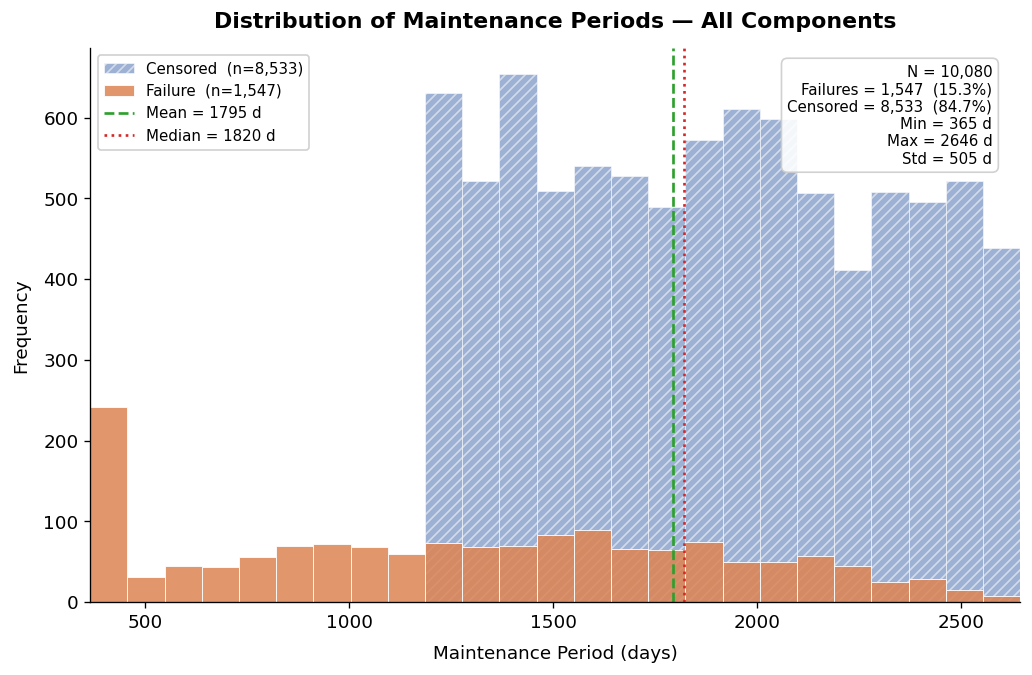 Distribution of Maintenance Periods — All Components
Censored  (n=8,533)
Failure  (n=1,547)
Mean = 1795 d
Median = 1820 d
N = 10,080
Failures = 1,547  (15.3%)
Censored = 8,533  (84.7%)
Min = 365 d
Max = 2646 d
Std = 505 d
Frequency
600
500
400
300
200
100
0
500
1000
1500
2000
2500
Maintenance Period (days)